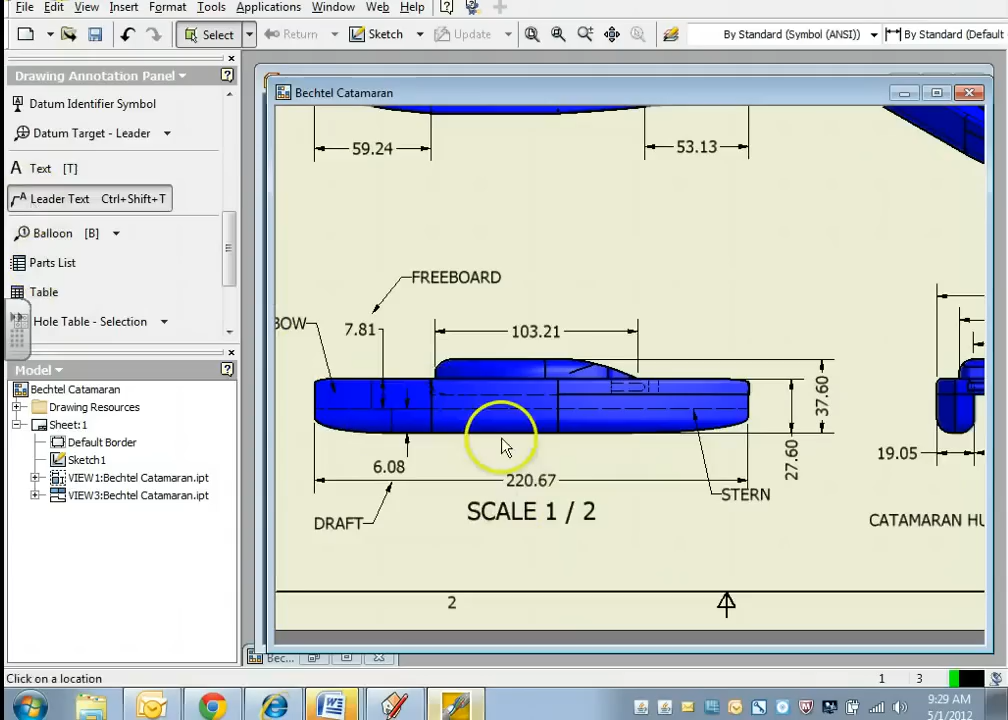 File Edit View Insert Format Tools Applications Window Web Help
Select Return Sketch Update By Standard (Symbol (ANSI)) By Standard (Default
Drawing Annotation Panel
Datum Identifier Symbol
Datum Target - Leader
A Text [T]
Leader Text Ctrl+Shift+T
Balloon [B]
Parts List
Table
Hole Table - Selection
Model
Bechtel Catamaran
Drawing Resources
Sheet:1
Default Border
Sketch1
VIEW1:Bechtel Catamaran.ipt
VIEW3:Bechtel Catamaran.ipt
Bechtel Catamaran
59.24 53.13
FREEBOARD
BOW 7.81 103.21
37.60
27.60
6.08 19.05
220.67
STERN
DRAFT SCALE 1 / 2
CATAMARAN HU
2
Bec...
Click on a location 1 3
9:29 AM
5/1/2012